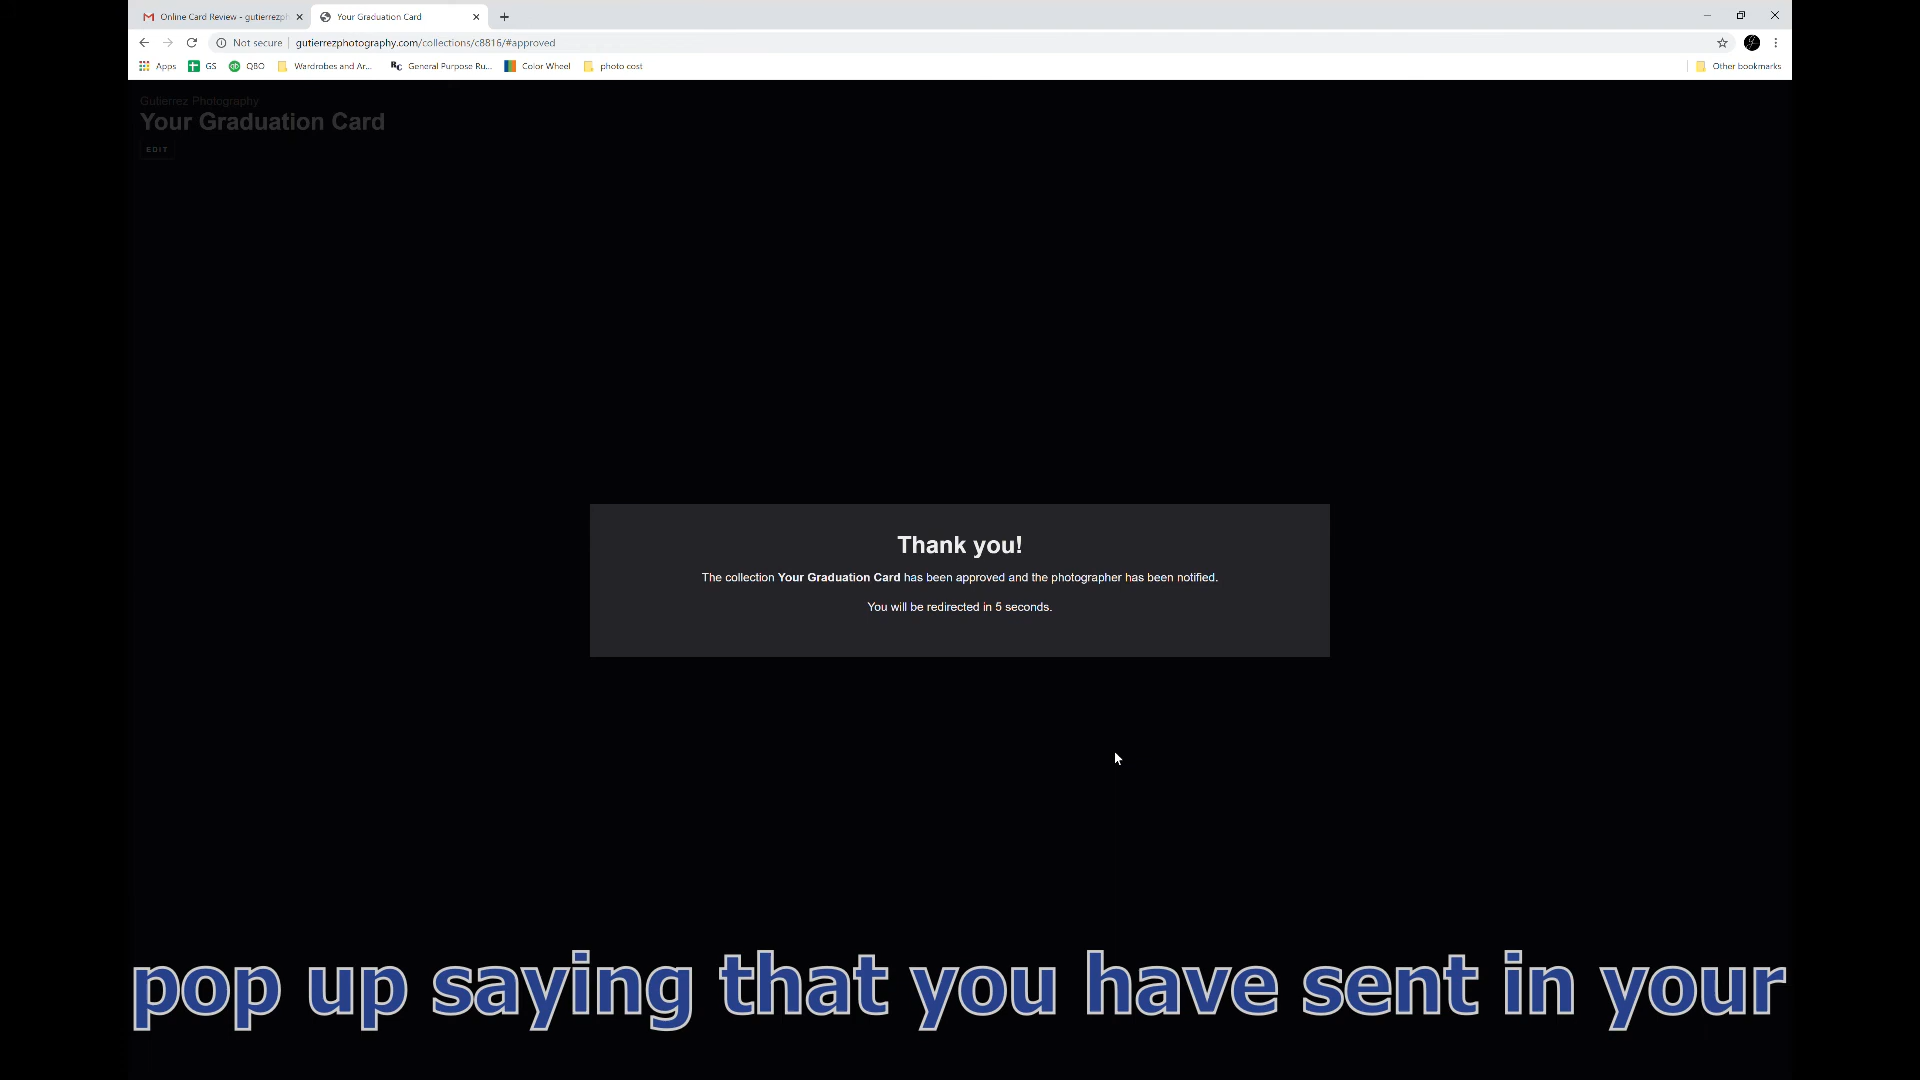 Online Card Review - gutierrezph
Your Graduation Card
Not secure
gutierrezphotography.com/collections/c8816/#approved
Apps
GS
QBO
Wardrobes and Ar...
General Purpose Ru...
Color Wheel
photo cost
Other bookmarks
Gutierrez Photography
Your Graduation Card
EDIT
Thank you!
The collection Your Graduation Card has been approved and the photographer has been notified.
You will be redirected in 5 seconds.
pop up saying that you have sent in your